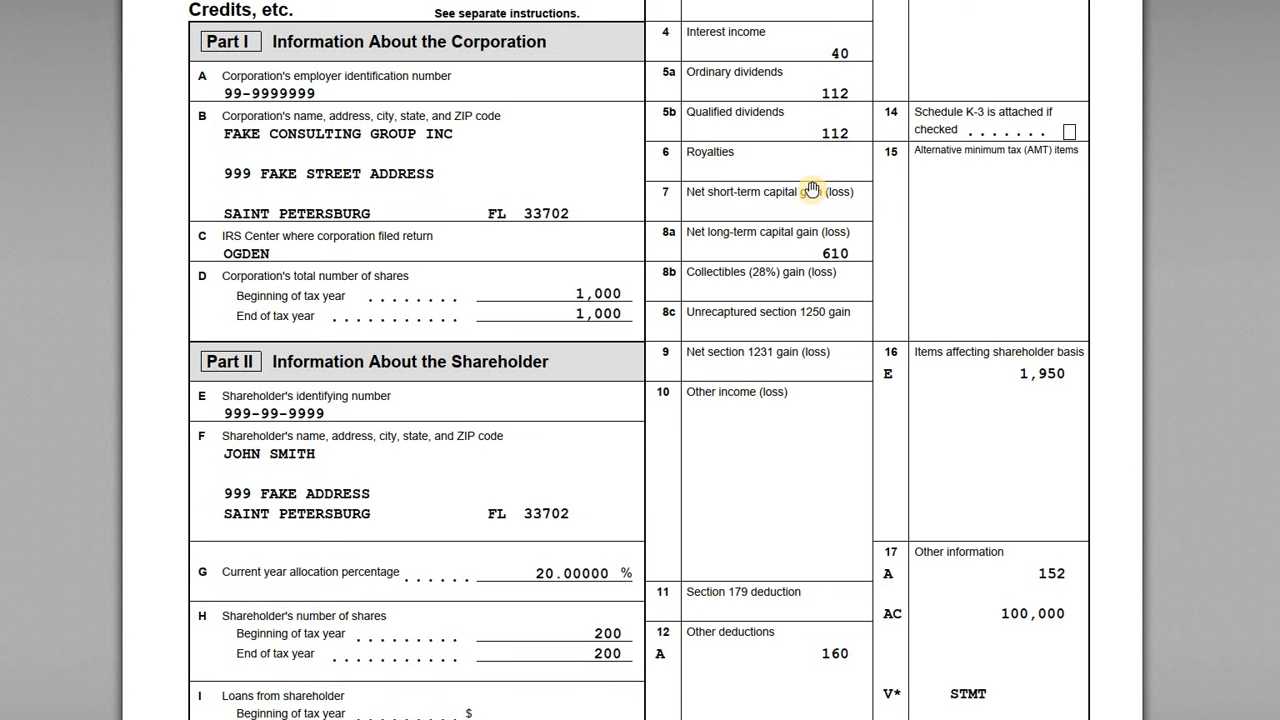 Credits, etc. See separate instructions.
Part I Information About the Corporation
A Corporation's employer identification number
99-9999999
B Corporation's name, address, city, state, and ZIP code
FAKE CONSULTING GROUP INC
999 FAKE STREET ADDRESS
SAINT PETERSBURG FL 33702
C IRS Center where corporation filed return
OGDEN
D Corporation's total number of shares
Beginning of tax year . . . . . . . . 1,000
End of tax year . . . . . . . . . . . 1,000
Part II Information About the Shareholder
E Shareholder's identifying number
999-99-9999
F Shareholder's name, address, city, state, and ZIP code
JOHN SMITH
999 FAKE ADDRESS
SAINT PETERSBURG FL 33702
G Current year allocation percentage . . . . . . 20.00000 %
H Shareholder's number of shares
Beginning of tax year . . . . . . . . . 200
End of tax year . . . . . . . . . . . 200
I Loans from shareholder
Beginning of tax year . . . . . . . . . $
4 Interest income
40
5a Ordinary dividends
112
5b Qualified dividends
112
6 Royalties
7 Net short-term capital gain (loss)
8a Net long-term capital gain (loss)
610
8b Collectibles (28%) gain (loss)
8c Unrecaptured section 1250 gain
9 Net section 1231 gain (loss)
10 Other income (loss)
11 Section 179 deduction
12 Other deductions
A 160
14 Schedule K-3 is attached if
checked . . . . . . .
15 Alternative minimum tax (AMT) items
16 Items affecting shareholder basis
E 1,950
17 Other information
A 152
AC 100,000
V* STMT